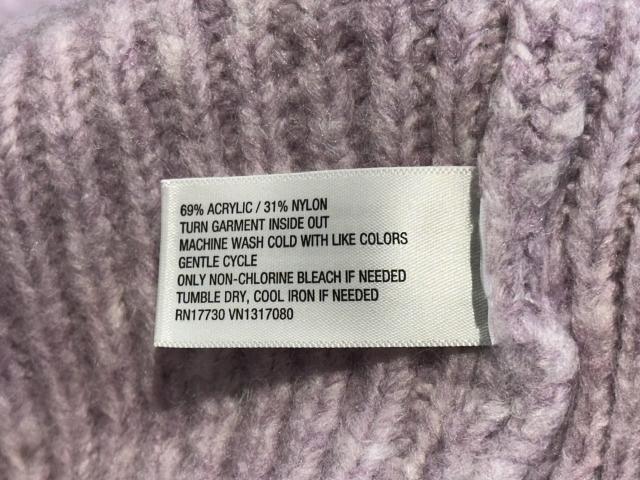 69% ACRYLIC / 31% NYLON
TURN GARMENT INSIDE OUT
MACHINE WASH COLD WITH LIKE COLORS
GENTLE CYCLE
ONLY NON-CHLORINE BLEACH IF NEEDED
TUMBLE DRY, COOL IRON IF NEEDED
RN17730 VN1317080